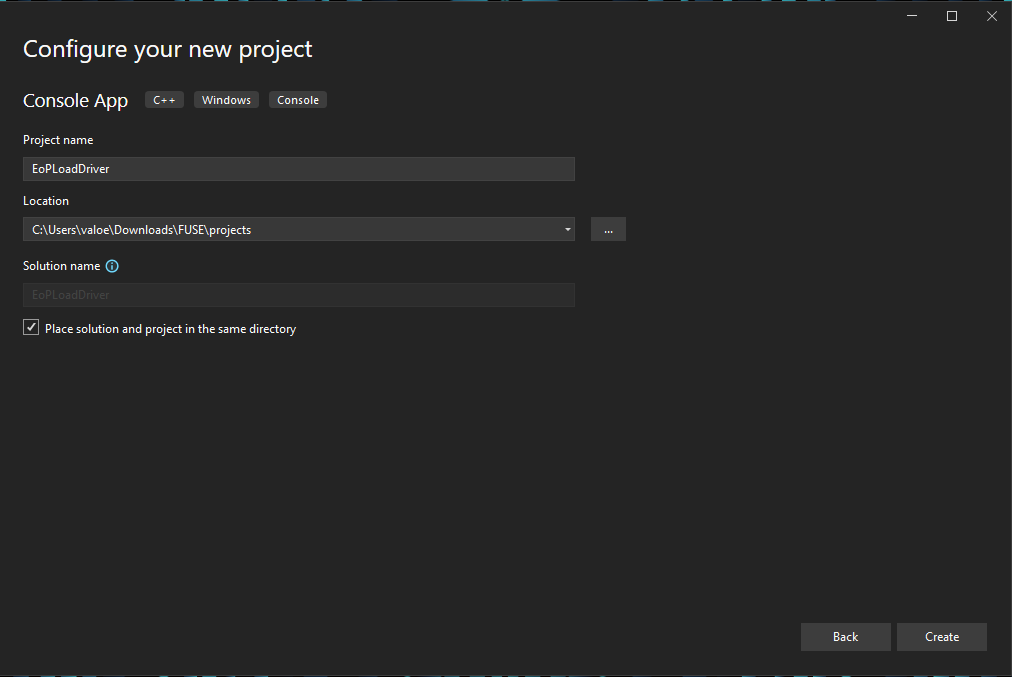 Configure your new project
Console App C++ Windows Console
Project name
EoPLoadDriver
Location
C:\Users\valoe\Downloads\FUSE\projects
...
Solution name
EoPLoadDriver
Place solution and project in the same directory
Back Create